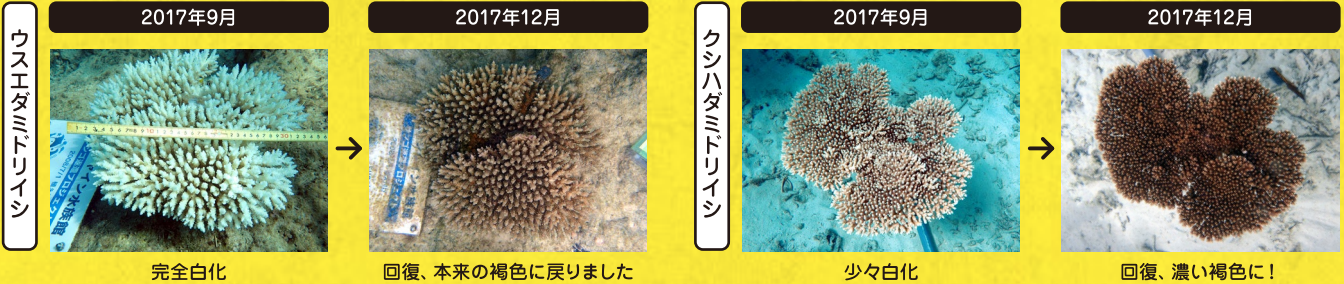 ウスエダミドリイシ
2017年9月
完全白化
2017年12月
回復、本来の褐色に戻りました
クシハダミドリイシ
2017年9月
少々白化
2017年12月
回復、濃い褐色に！
水族館